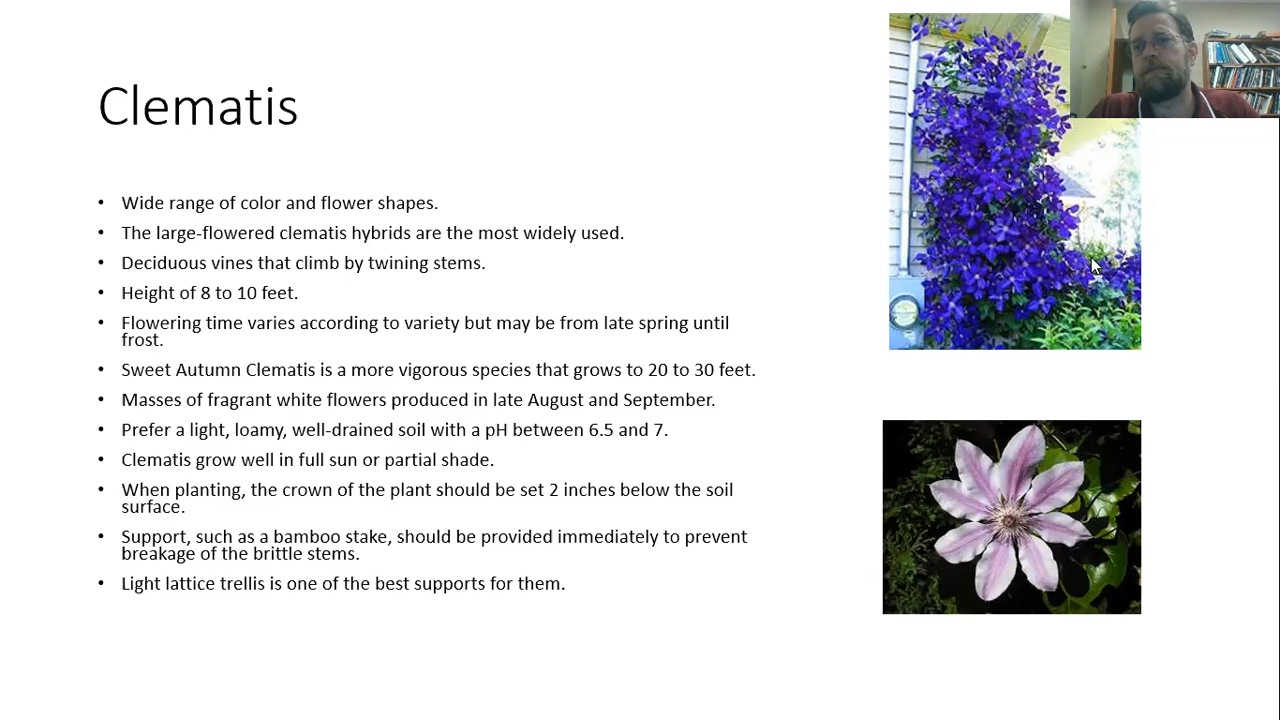 Clematis
• Wide range of color and flower shapes.
• The large-flowered clematis hybrids are the most widely used.
• Deciduous vines that climb by twining stems.
• Height of 8 to 10 feet.
• Flowering time varies according to variety but may be from late spring until
frost.
• Sweet Autumn Clematis is a more vigorous species that grows to 20 to 30 feet.
• Masses of fragrant white flowers produced in late August and September.
• Prefer a light, loamy, well-drained soil with a pH between 6.5 and 7.
• Clematis grow well in full sun or partial shade.
• When planting, the crown of the plant should be set 2 inches below the soil
surface.
• Support, such as a bamboo stake, should be provided immediately to prevent
breakage of the brittle stems.
• Light lattice trellis is one of the best supports for them.